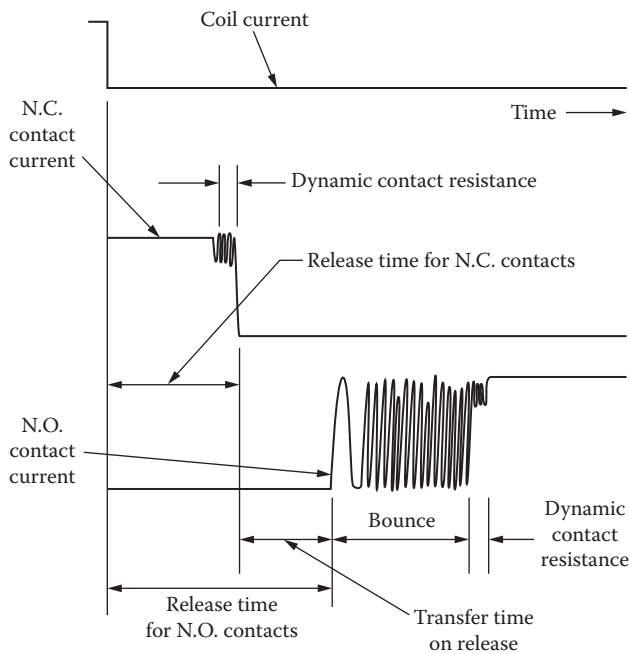 Coil current
N.C.
contact
current
Time
Dynamic contact resistance
Release time for N.C. contacts
N.O.
contact
current
Bounce
Dynamic
contact
resistance
Release time
for N.O. contacts
Transfer time
on release